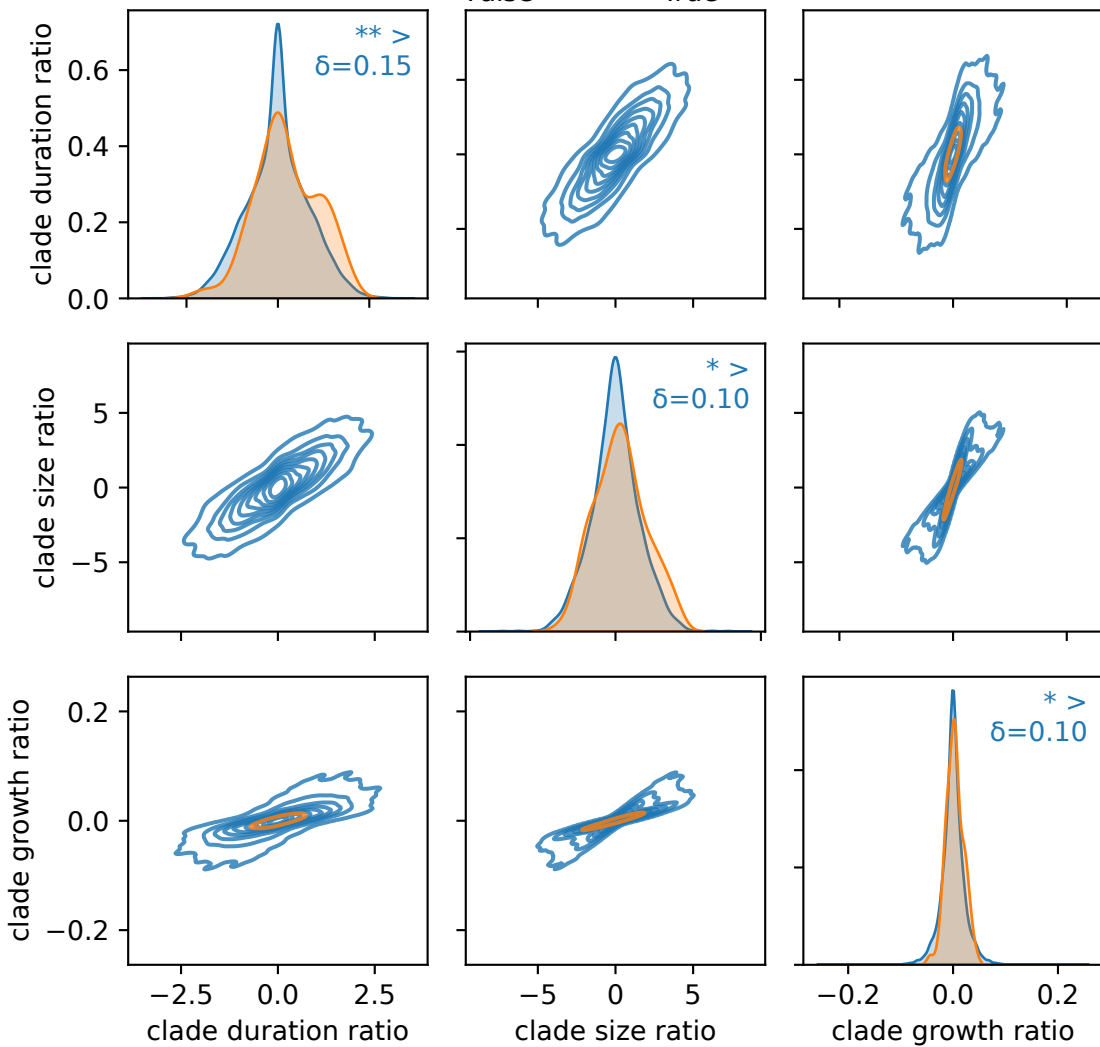 clade duration ratio
0.6
0.4
0.2
0.0
** >
δ=0.15
clade size ratio
5
0
−5
* >
δ=0.10
clade growth ratio
0.2
0.0
−0.2
* >
δ=0.10
−2.5 0.0 2.5
−5 0 5
−0.2 0.0 0.2
clade duration ratio
clade size ratio
clade growth ratio